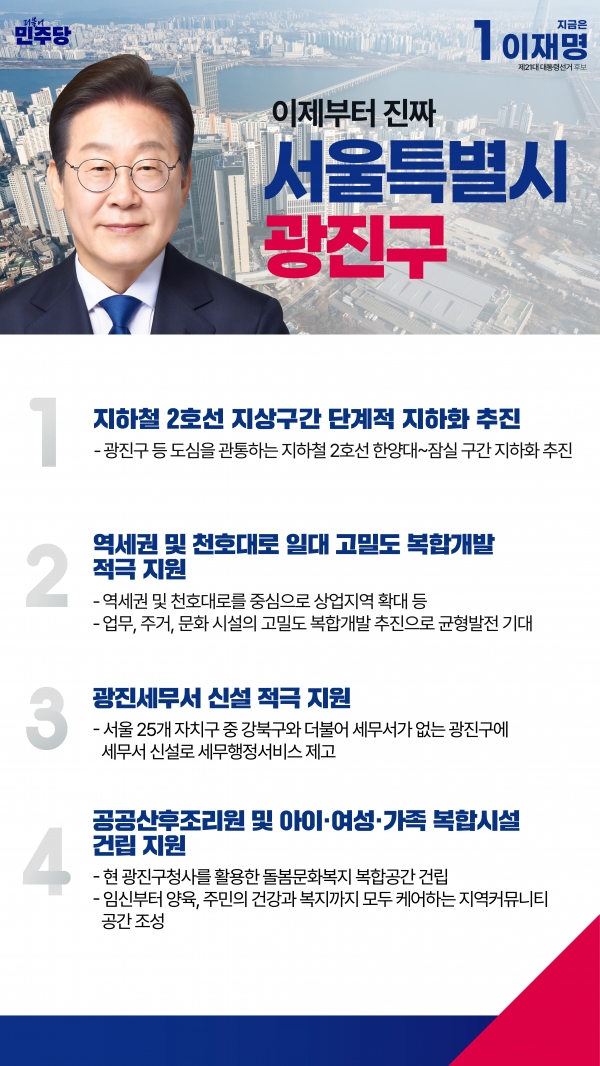 더불어
민주당
지금은
1 이재명
제21대 대통령선거 후보
이제부터 진짜
서울특별시
광진구
1
지하철 2호선 지상구간 단계적 지하화 추진
- 광진구 등 도심을 관통하는 지하철 2호선 한양대~잠실 구간 지하화 추진
2
역세권 및 천호대로 일대 고밀도 복합개발
적극 지원
- 역세권 및 천호대로를 중심으로 상업지역 확대 등
- 업무, 주거, 문화 시설의 고밀도 복합개발 추진으로 균형발전 기대
3
광진세무서 신설 적극 지원
- 서울 25개 자치구 중 강북구와 더불어 세무서가 없는 광진구에
세무서 신설로 세무행정서비스 제고
4
공공산후조리원 및 아이·여성·가족 복합시설
건립 지원
- 현 광진구청사를 활용한 돌봄문화복지 복합공간 건립
- 임신부터 양육, 주민의 건강과 복지까지 모두 케어하는 지역커뮤니티
공간 조성